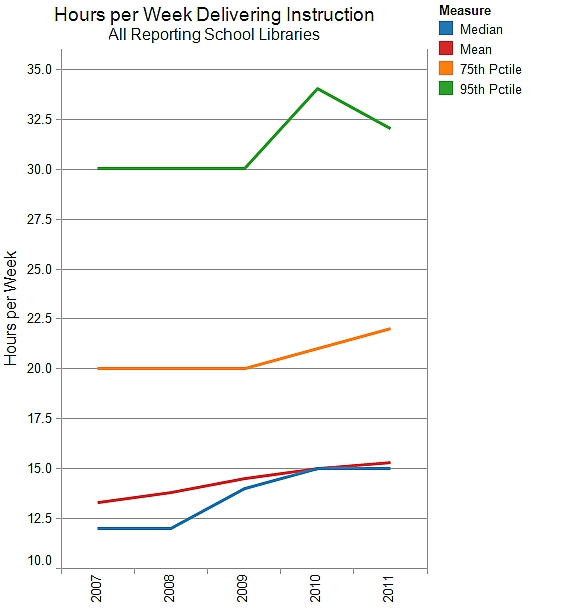 Hours per Week Delivering Instruction
All Reporting School Libraries
Measure
Median
Mean
75th Pctile
95th Pctile
Hours per Week
35.0
32.5
30.0
27.5
25.0
22.5
20.0
17.5
15.0
12.5
10.0
2007
2008
2009
2010
2011